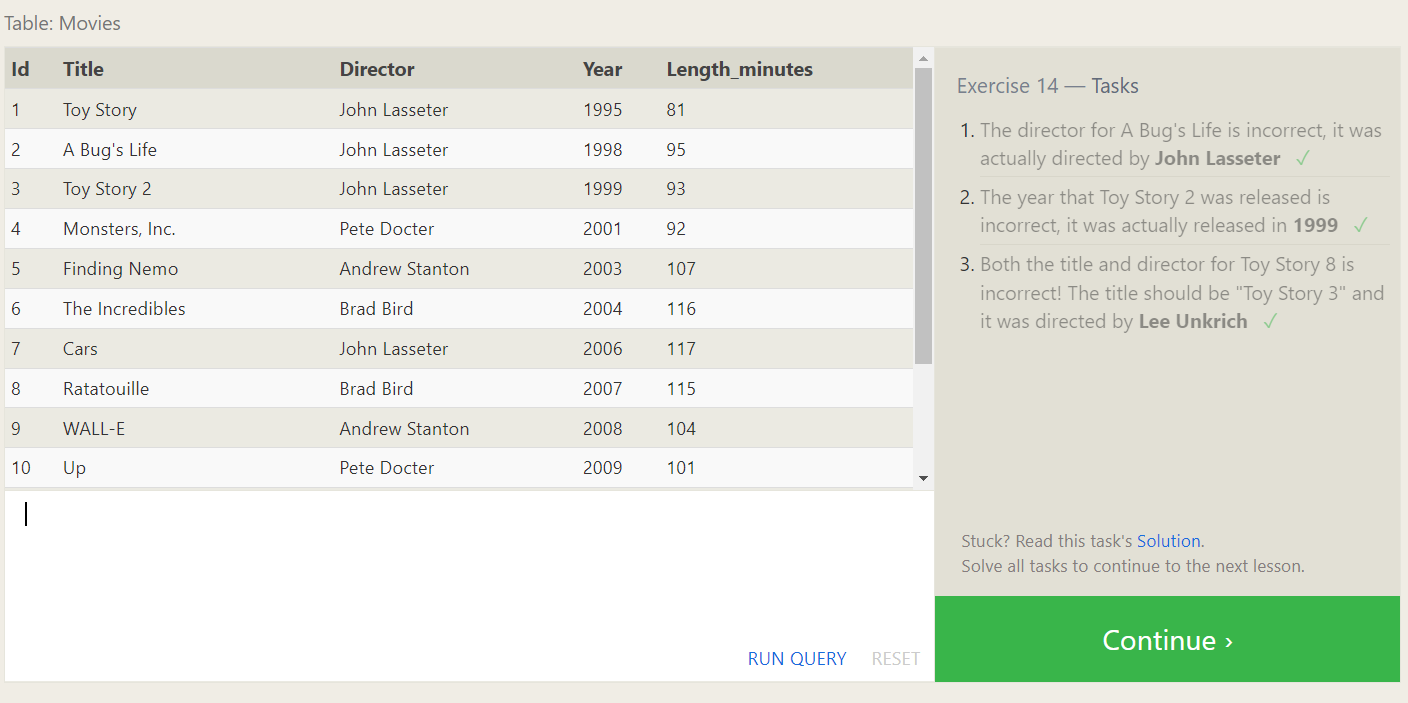 Table: Movies
Id Title Director Year Length_minutes
1 Toy Story John Lasseter 1995 81
2 A Bug's Life John Lasseter 1998 95
3 Toy Story 2 John Lasseter 1999 93
4 Monsters, Inc. Pete Docter 2001 92
5 Finding Nemo Andrew Stanton 2003 107
6 The Incredibles Brad Bird 2004 116
7 Cars John Lasseter 2006 117
8 Ratatouille Brad Bird 2007 115
9 WALL-E Andrew Stanton 2008 104
10 Up Pete Docter 2009 101
RUN QUERY RESET
Exercise 14 — Tasks
1. The director for A Bug's Life is incorrect, it was
actually directed by John Lasseter ✓
2. The year that Toy Story 2 was released is
incorrect, it was actually released in 1999 ✓
3. Both the title and director for Toy Story 8 is
incorrect! The title should be "Toy Story 3" and
it was directed by Lee Unkrich ✓
Stuck? Read this task's Solution.
Solve all tasks to continue to the next lesson.
Continue ›